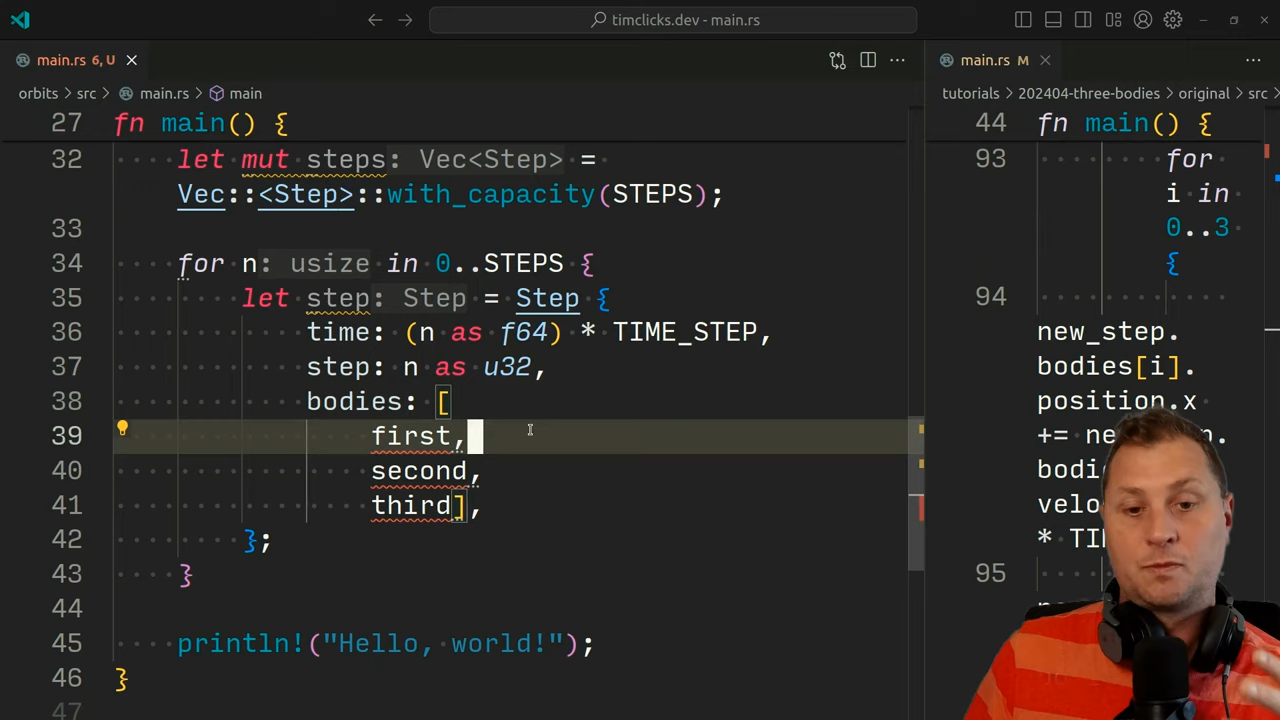 timclicks.dev - main.rs
main.rs 6, U
main.rs M
orbits > src > main.rs > main
tutorials > 202404-three-bodies > original > src >
27 fn main() {
32 let mut steps: Vec<Step> =
Vec::<Step>::with_capacity(STEPS);
33
34 for n: usize in 0..STEPS {
35 let step: Step = Step {
36 time: (n as f64) * TIME_STEP,
37 step: n as u32,
38 bodies: [
39 first,
40 second,
41 third],
42 };
43 }
44
45 println!("Hello, world!");
46 }
47
44 fn main() {
93 for
i in
0..3
{
94
new_step.
bodies[i].
position.x
+=
95